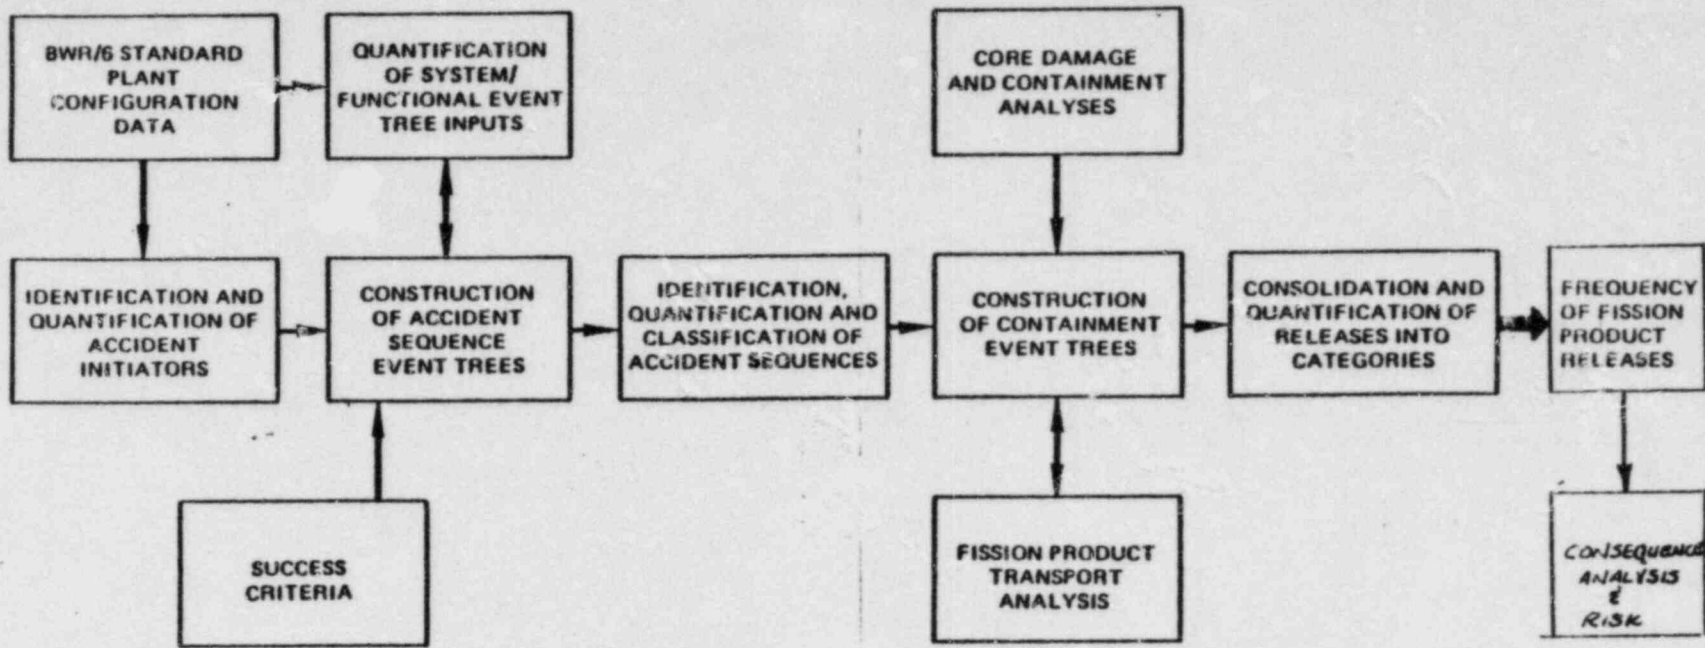 BWR/6 STANDARD
PLANT
CONFIGURATION
DATA
QUANTIFICATION
OF SYSTEM/
FUNCTIONAL EVENT
TREE INPUTS
CORE DAMAGE
AND CONTAINMENT
ANALYSES
IDENTIFICATION AND
QUANTIFICATION OF
ACCIDENT
INITIATORS
CONSTRUCTION
OF ACCIDENT
SEQUENCE
EVENT TREES
IDENTIFICATION,
QUANTIFICATION AND
CLASSIFICATION OF
ACCIDENT SEQUENCES
CONSTRUCTION
OF CONTAINMENT
EVENT TREES
CONSOLIDATION AND
QUANTIFICATION OF
RELEASES INTO
CATEGORIES
FREQUENCY
OF FISSION
PRODUCT
RELEASES
SUCCESS
CRITERIA
FISSION PRODUCT
TRANSPORT
ANALYSIS
CONSEQUENCE
ANALYSIS
&
RISK